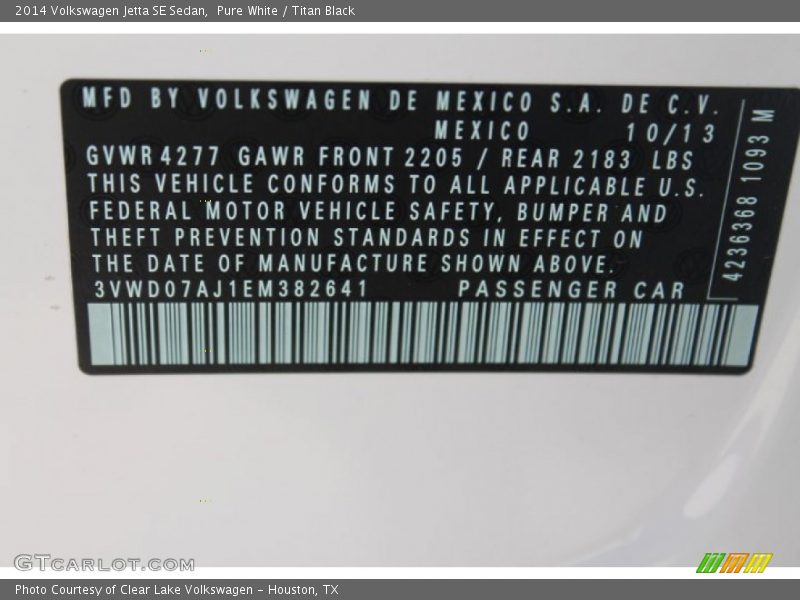 2014 Volkswagen Jetta SE Sedan,  Pure White / Titan Black
MFD BY VOLKSWAGEN DE MEXICO S.A. DE C.V.
MEXICO 10/13
GVWR 4277 GAWR FRONT 2205 / REAR 2183 LBS
THIS VEHICLE CONFORMS TO ALL APPLICABLE U.S.
FEDERAL MOTOR VEHICLE SAFETY, BUMPER AND
THEFT PREVENTION STANDARDS IN EFFECT ON
THE DATE OF MANUFACTURE SHOWN ABOVE.
3VWD07AJ1EM382641 PASSENGER CAR
4236368 1093 M
GTCARLOT.COM
Photo Courtesy of Clear Lake Volkswagen - Houston, TX